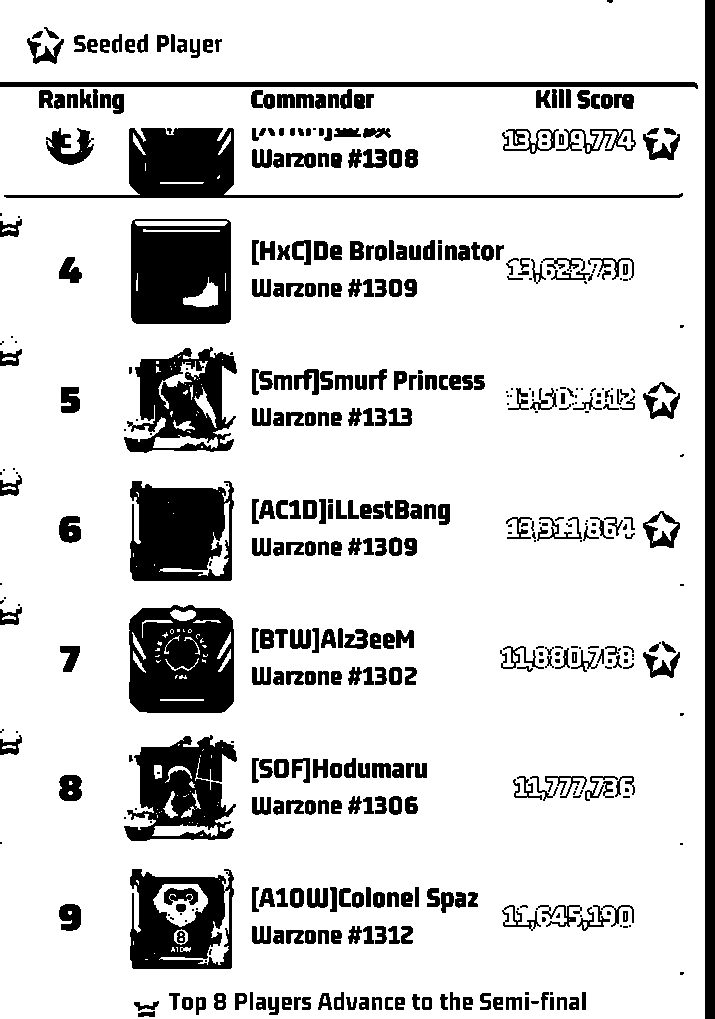 Seeded Player
Ranking Commander Kill Score
3 13,809,774
Warzone #1308
4 [HxC]De Brolaudinator 13,622,730
Warzone #1309
5 [Smrf]Smurf Princess 13,501,812
Warzone #1313
6 [AC1D]iLLestBang 13,311,864
Warzone #1309
7 [BTW]Alz3eeM 11,880,768
Warzone #1302
8 [SOF]Hodumaru 11,777,736
Warzone #1306
9 [A10W]Colonel Spaz 11,645,190
Warzone #1312
Top 8 Players Advance to the Semi-final